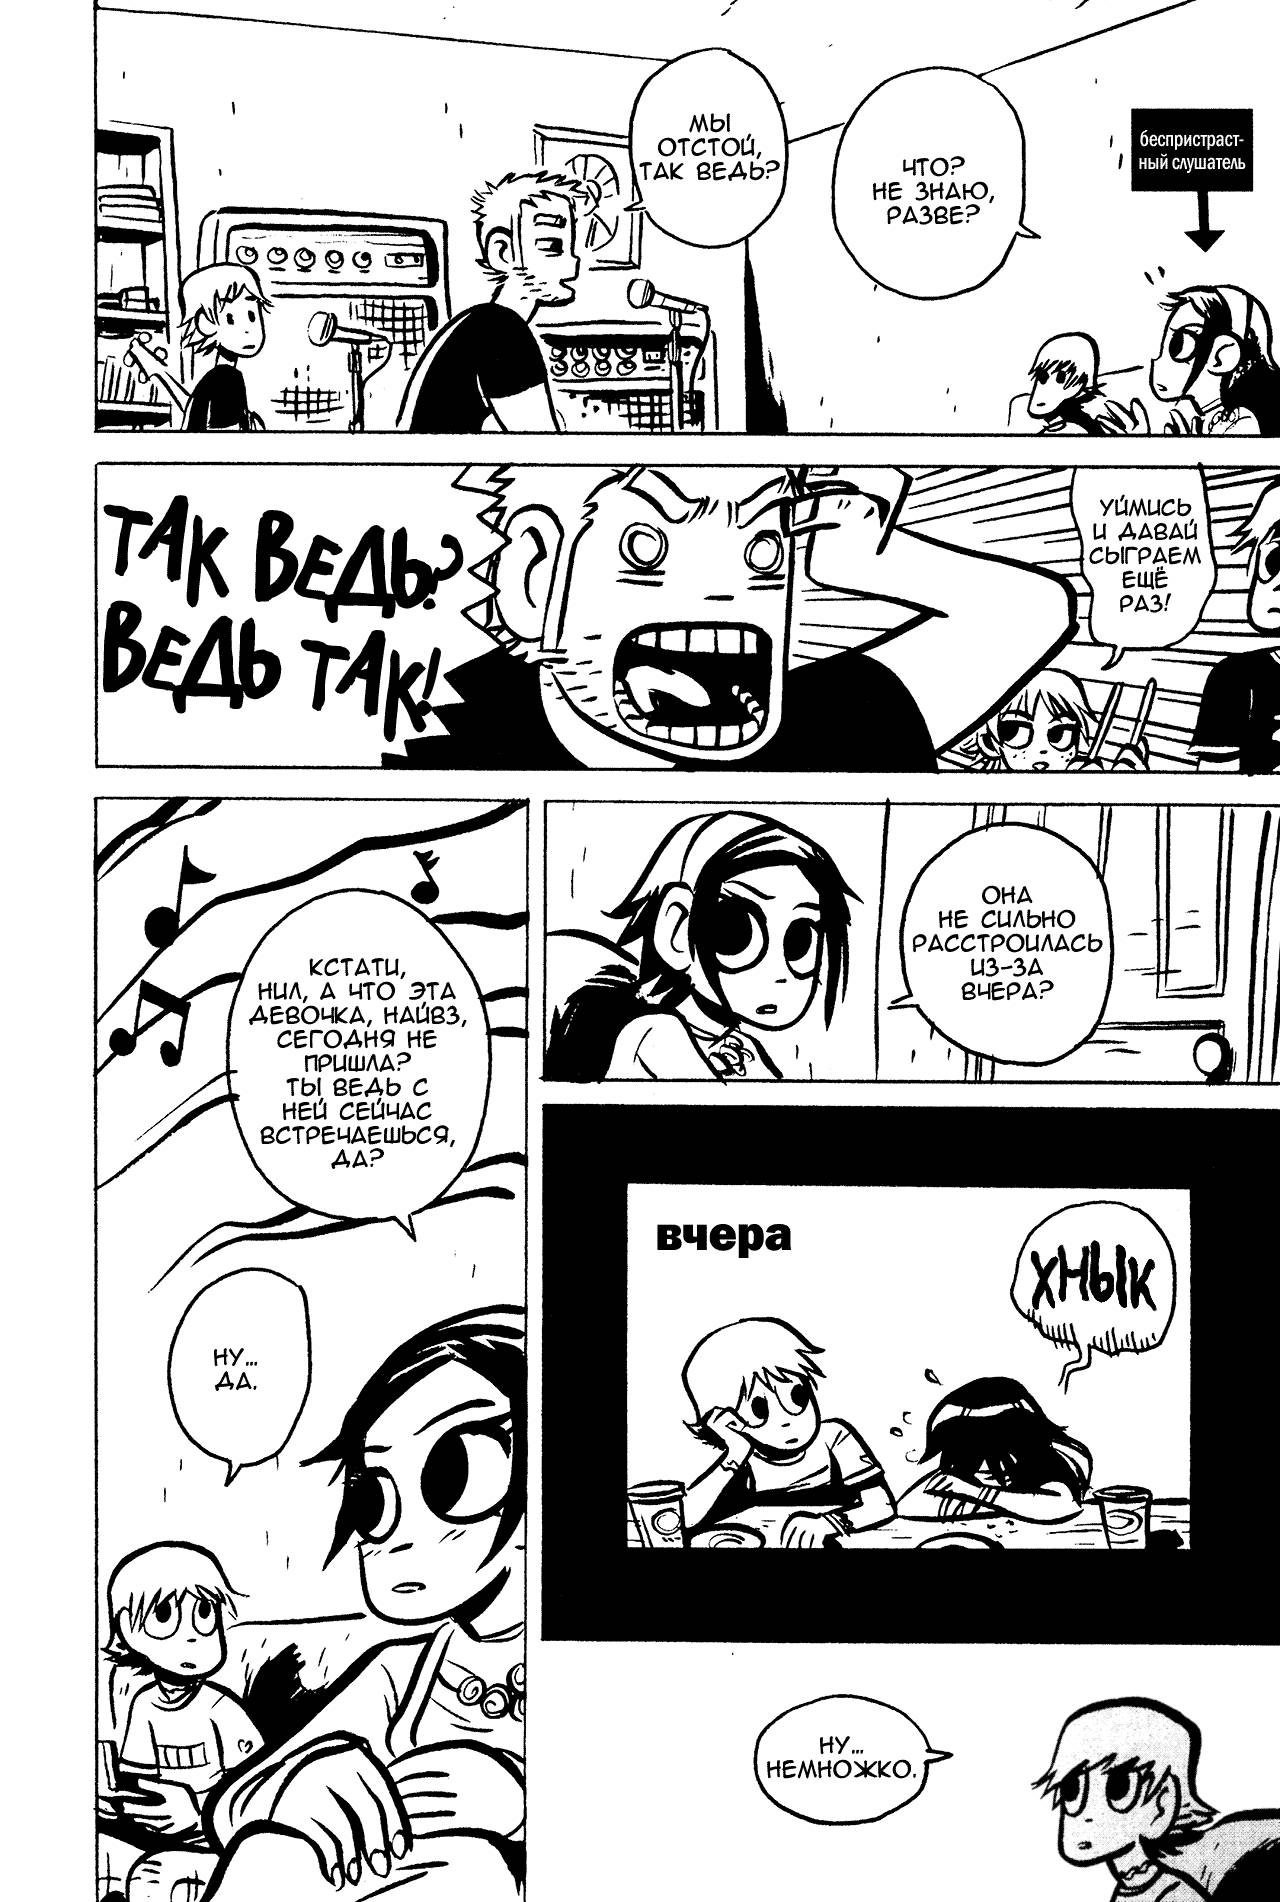 МЫ
ОТСТОЙ,
ТАК ВЕДЬ?
ЧТО?
НЕ ЗНАЮ,
РАЗВЕ?
беспристраст-
ный слушатель
ТАК ВЕДЬ?
ВЕДЬ ТАК!
УЙМИСЬ
И ДАВАЙ
СЫГРАЕМ
ЕЩЁ
РАЗ!
КСТАТИ,
НИЛ, А ЧТО ЭТА
ДЕВОЧКА, НАЙВЗ,
СЕГОДНЯ НЕ
ПРИШЛА?
ТЫ ВЕДЬ С
НЕЙ СЕЙЧАС
ВСТРЕЧАЕШЬСЯ,
ДА?
НУ...
ДА.
ОНА
НЕ СИЛЬНО
РАССТРОИЛАСЬ
ИЗ-ЗА
ВЧЕРА?
вчера
ХНЫК
НУ...
НЕМНОЖКО.